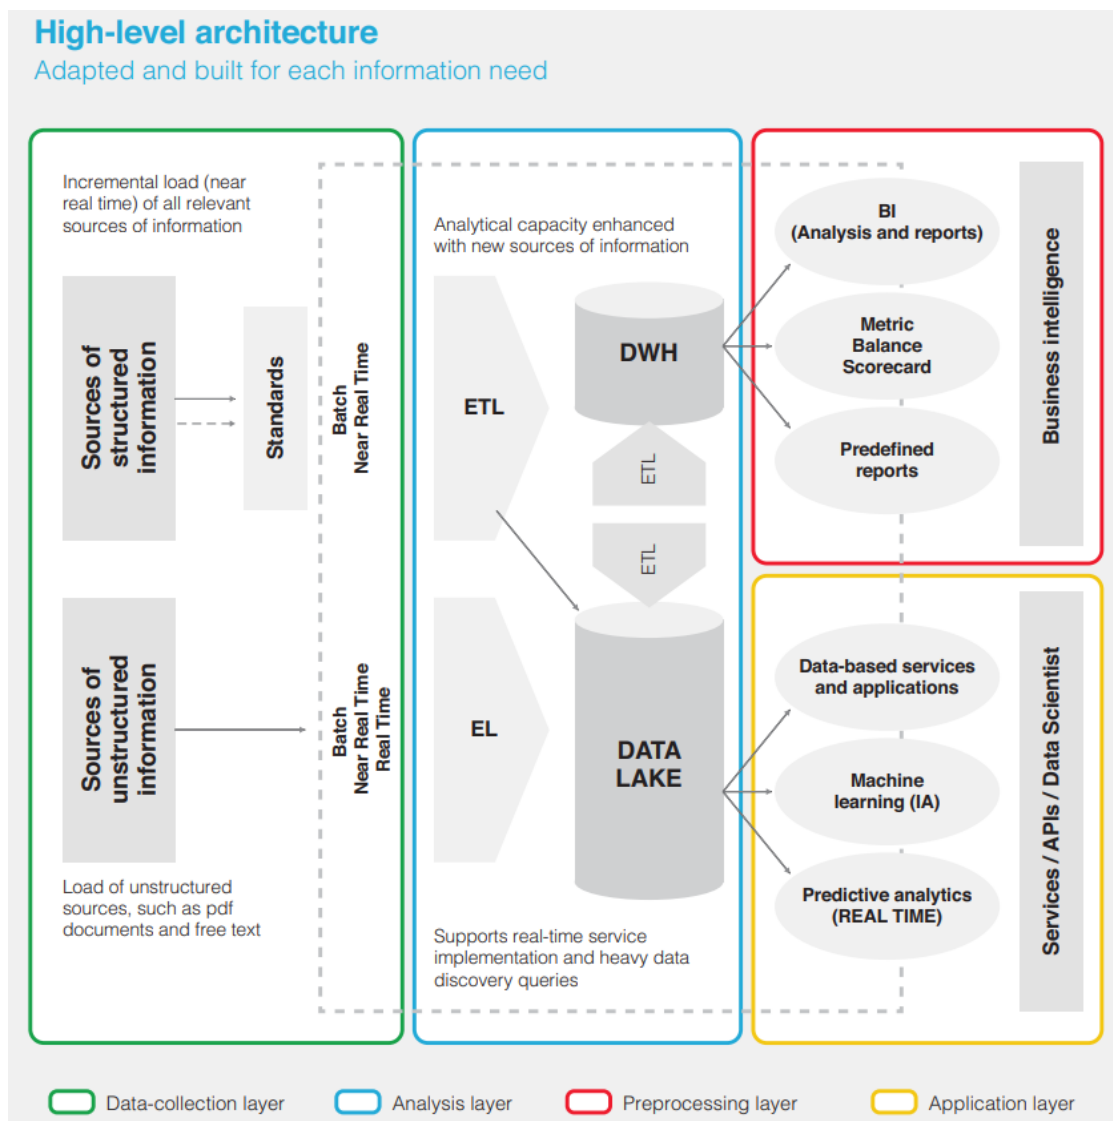 High-level architecture
Adapted and built for each information need
Incremental load (near
real time) of all relevant
sources of information
Sources of
structured
information
Standards
Batch
Near Real Time
Sources of
unstructured
information
Batch
Near Real Time
Real Time
Load of unstructured
sources, such as pdf
documents and free text
Analytical capacity enhanced
with new sources of information
ETL
DWH
ETL
ETL
EL
DATA
LAKE
Supports real-time service
implementation and heavy data
discovery queries
BI
(Analysis and reports)
Metric
Balance
Scorecard
Predefined
reports
Business intelligence
Data-based services
and applications
Machine
learning (IA)
Predictive analytics
(REAL TIME)
Services / APIs / Data Scientist
Data-collection layer
Analysis layer
Preprocessing layer
Application layer